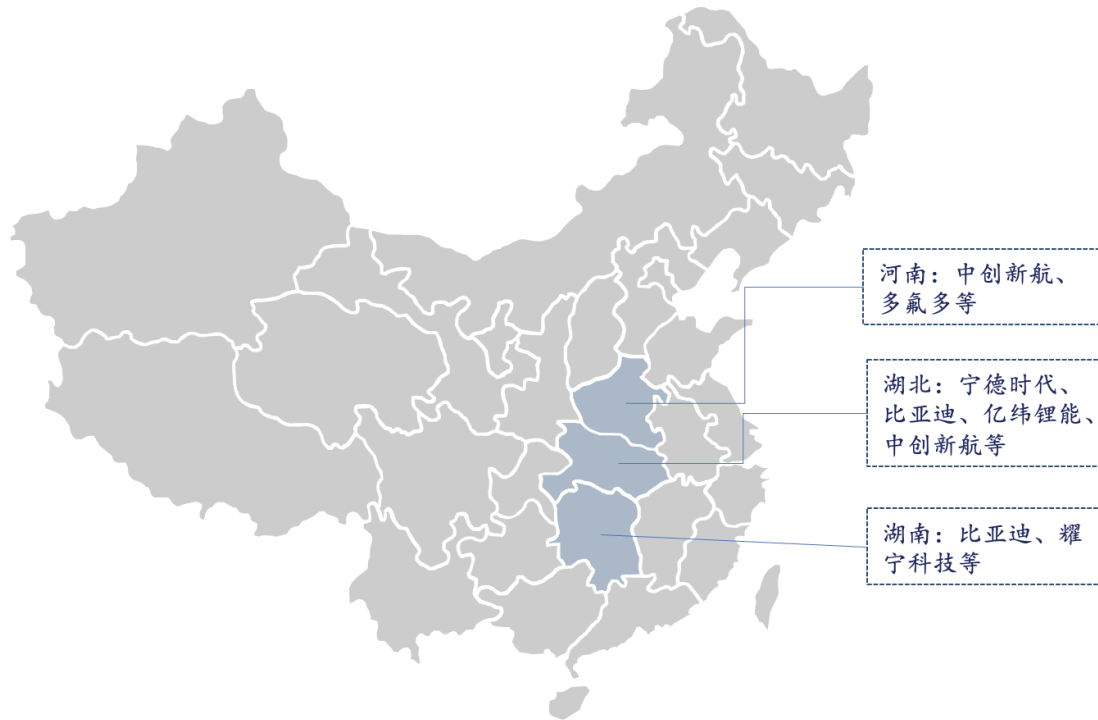 河南：中创新航、
多氟多等
湖北：宁德时代、
比亚迪、亿纬锂能、
中创新航等
湖南：比亚迪、耀
宁科技等